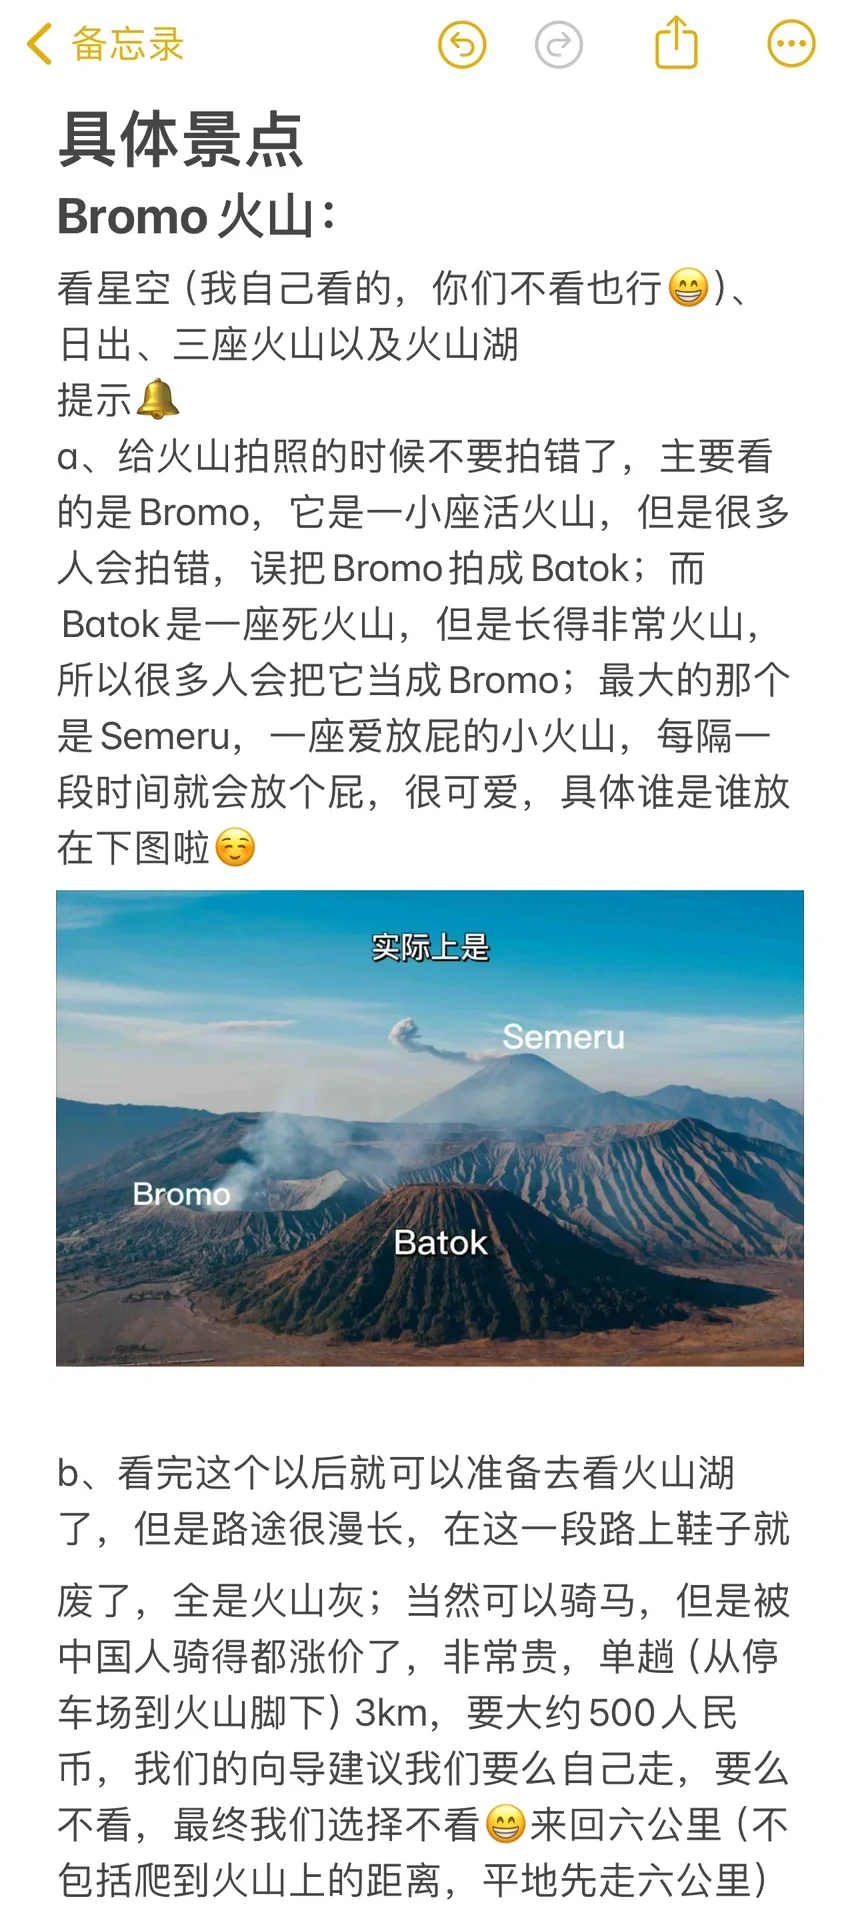 备忘录
具体景点
Bromo火山：
看星空（我自己看的，你们不看也行😁）、
日出、三座火山以及火山湖
提示🔔
a、给火山拍照的时候不要拍错了，主要看
的是Bromo，它是一小座活火山，但是很多
人会拍错，误把Bromo拍成Batok；而
Batok是一座死火山，但是长得非常火山，
所以很多人会把它当成Bromo；最大的那个
是Semeru，一座爱放屁的小火山，每隔一
段时间就会放个屁，很可爱，具体谁是谁放
在下图啦☺️
实际上是
Semeru
Bromo
Batok
b、看完这个以后就可以准备去看火山湖
了，但是路途很漫长，在这一段路上鞋子就
废了，全是火山灰；当然可以骑马，但是被
中国人骑得都涨价了，非常贵，单趟（从停
车场到火山脚下）3km，要大约500人民
币，我们的向导建议我们要么自己走，要么
不看，最终我们选择不看😁来回六公里（不
包括爬到火山上的距离，平地先走六公里）